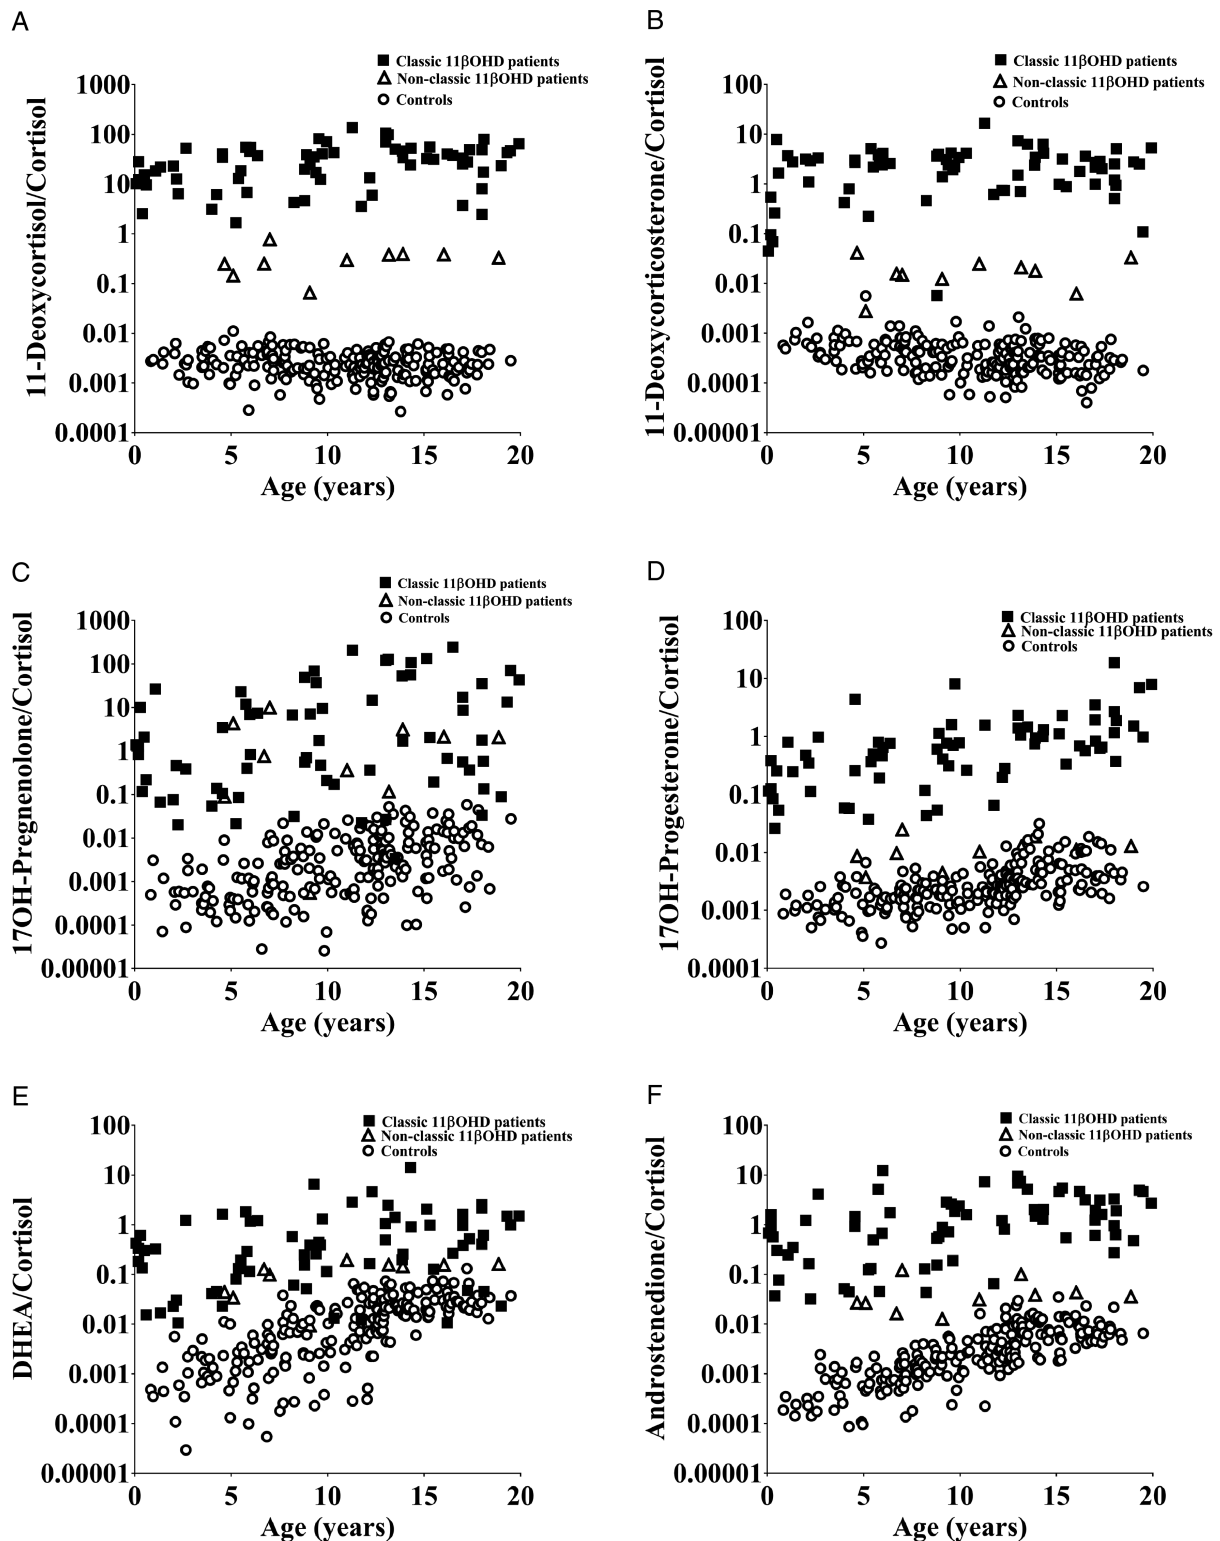 A
Classic 11βOHD patients
Non-classic 11βOHD patients
Controls
11-Deoxycortisol/Cortisol
1000
100
10
1
0.1
0.01
0.001
0.0001
0 5 10 15 20
Age (years)
B
Classic 11βOHD patients
Non-classic 11βOHD patients
Controls
11-Deoxycorticosterone/Cortisol
100
10
1
0.1
0.01
0.001
0.0001
0.00001
0 5 10 15 20
Age (years)
C
Classic 11βOHD patients
Non-classic 11βOHD patients
Controls
17OH-Pregnenolone/Cortisol
1000
100
10
1
0.1
0.01
0.001
0.0001
0.00001
0 5 10 15 20
Age (years)
D
Classic 11βOHD patients
Non-classic 11βOHD patients
Controls
17OH-Progesterone/Cortisol
100
10
1
0.1
0.01
0.001
0.0001
0 5 10 15 20
Age (years)
E
Classic 11βOHD patients
Non-classic 11βOHD patients
Controls
DHEA/Cortisol
100
10
1
0.1
0.01
0.001
0.0001
0.00001
0 5 10 15 20
Age (years)
F
Classic 11βOHD patients
Non-classic 11βOHD patients
Controls
Androstenedione/Cortisol
100
10
1
0.1
0.01
0.001
0.0001
0.00001
0 5 10 15 20
Age (years)